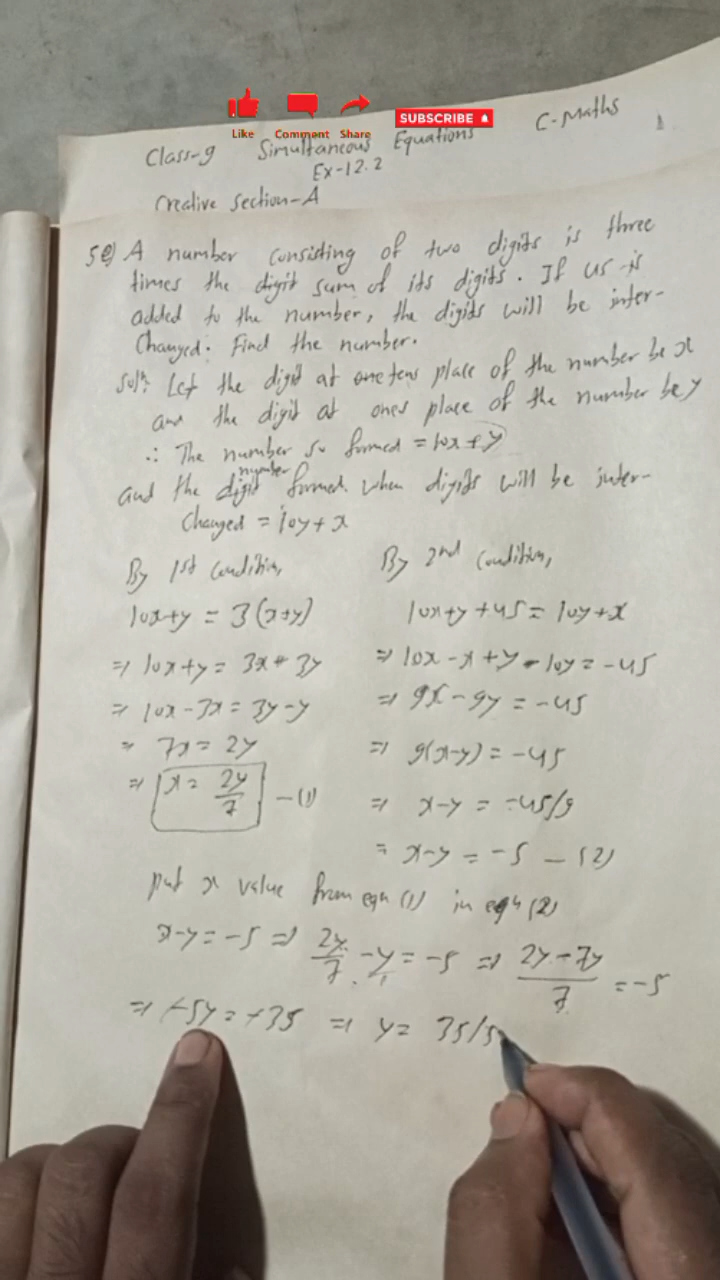 Like Comment Share SUBSCRIBE
Class-9 Simultaneous Equations C-Maths
Ex-12.2
Creative Section-A
5e) A number consisting of two digits is three
times the digit sum of its digits. If 45 is
added to the number, the digits will be inter-
changed. Find the number.
Solⁿ: Let the digit at tens place of the number be x
and the digit at ones place of the number be y
∴ The number so formed = 10x+y
and the number formed when digits will be inter-
changed = 10y+x
By 1st condition,
10x+y = 3(x+y)
⇒ 10x+y = 3x+3y
⇒ 10x-3x = 3y-y
= 7x = 2y
⇒ x = 2y/7 —(1)
By 2nd condition,
10x+y+45 = 10y+x
⇒ 10x-x+y-10y = -45
⇒ 9x-9y = -45
⇒ 9(x-y) = -45
⇒ x-y = -45/9
= x-y = -5 — (2)
put x value from eqn (1) in eqn (2)
x-y = -5 ⇒ 2y/7 - y/1 = -5 ⇒ 2y-7y/7 = -5
⇒ -5y = -35 ⇒ y = 35/5